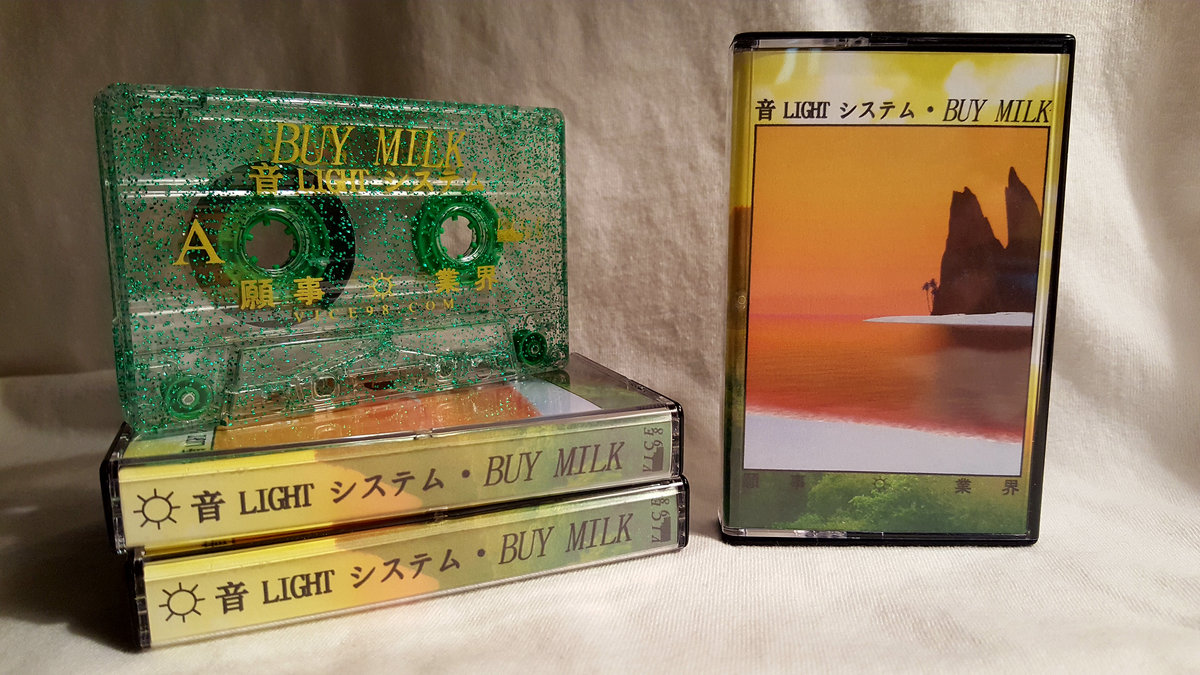 BUY MILK
音 LIGHT システム
A
願事 ☼ 業界
VICE98.COM
☼ 音 LIGHT システム・BUY MILK
☼ 音 LIGHT システム・BUY MILK
音 LIGHT システム・BUY MILK
願事 ☼ 業界